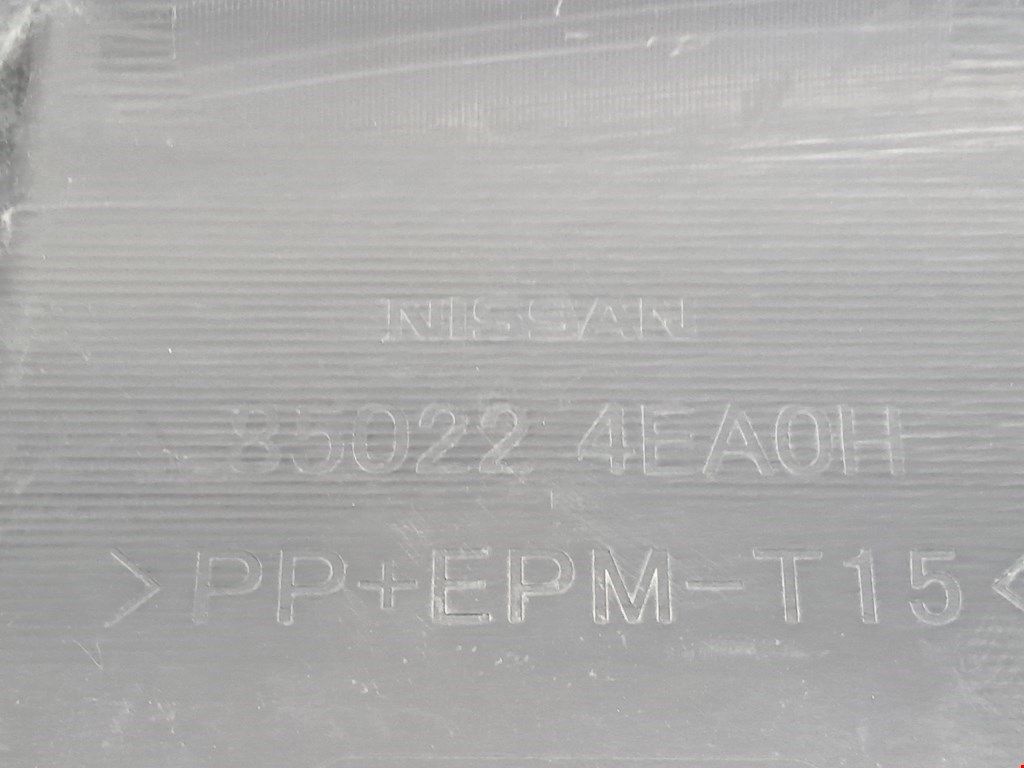 NISSAN
85022 4EA0H
>PP+EPM-T15<